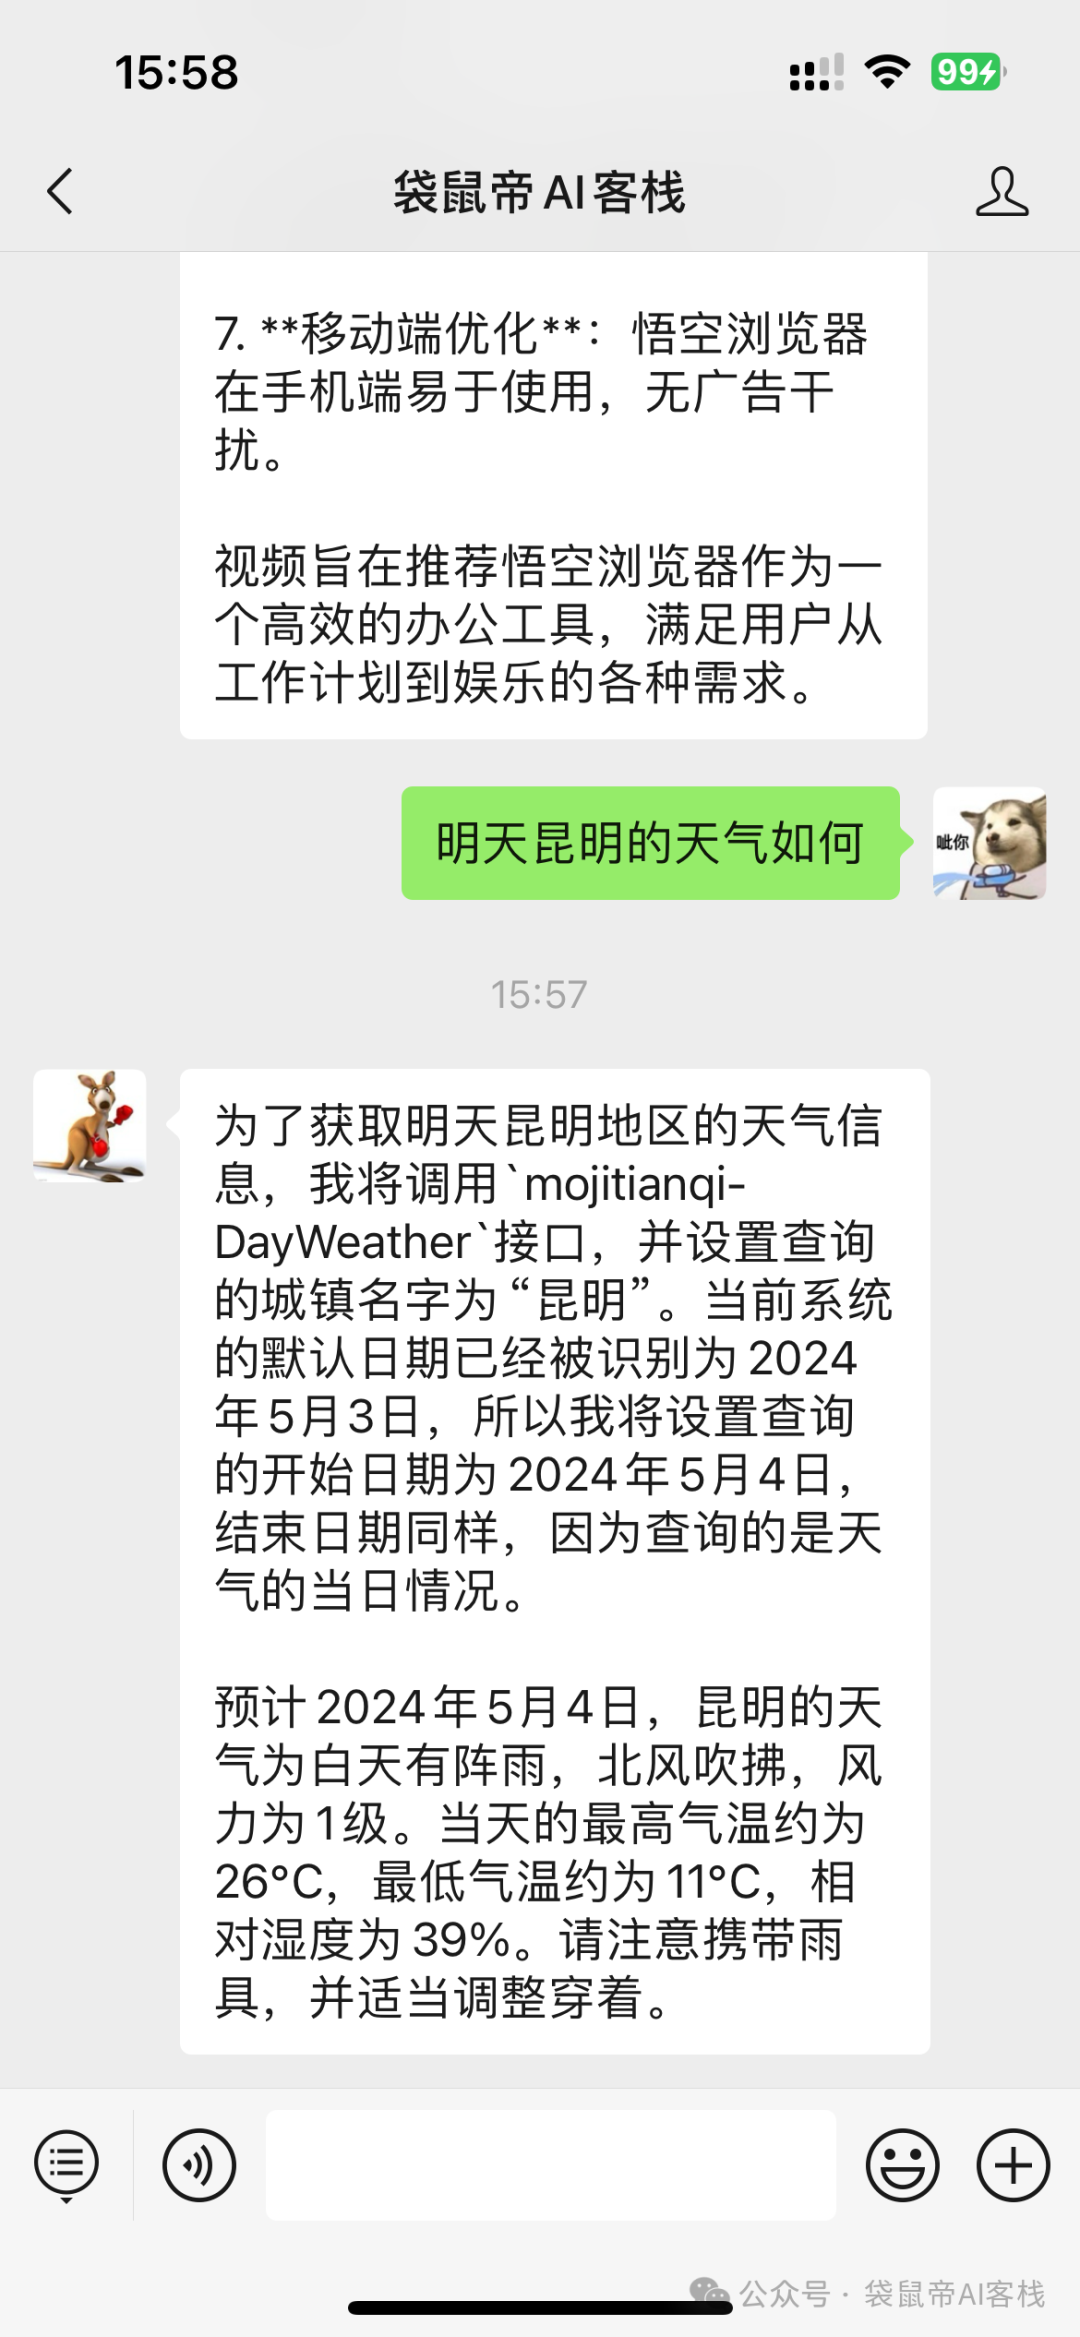 15:58
99
袋鼠帝AI客栈
7. **移动端优化**：悟空浏览器
在手机端易于使用，无广告干
扰。
视频旨在推荐悟空浏览器作为一
个高效的办公工具，满足用户从
工作计划到娱乐的各种需求。
明天昆明的天气如何
呲你
15:57
为了获取明天昆明地区的天气信
息，我将调用`mojitianqi-
DayWeather`接口，并设置查询
的城镇名字为“昆明”。当前系统
的默认日期已经被识别为2024
年5月3日，所以我将设置查询
的开始日期为2024年5月4日，
结束日期同样，因为查询的是天
气的当日情况。
预计2024年5月4日，昆明的天
气为白天有阵雨，北风吹拂，风
力为1级。当天的最高气温约为
26°C，最低气温约为11°C，相
对湿度为39%。请注意携带雨
具，并适当调整穿着。
公众号 · 袋鼠帝AI客栈